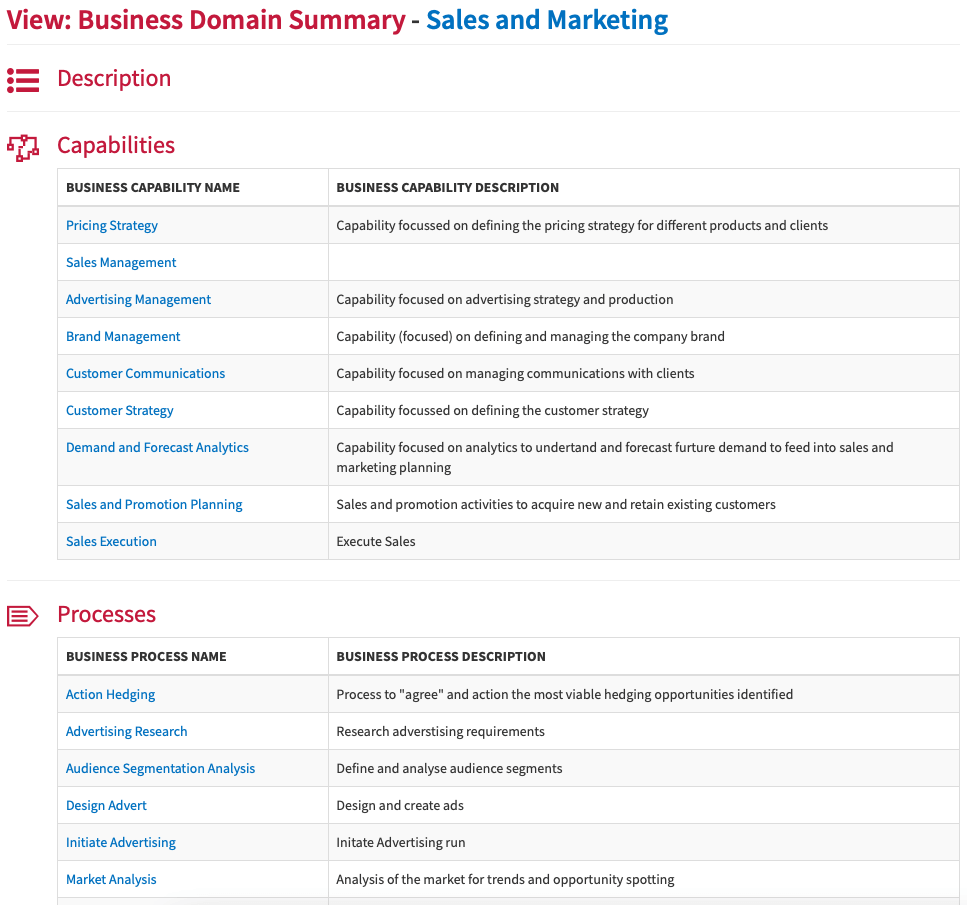 View: Business Domain Summary - Sales and Marketing
Description
Capabilities
BUSINESS CAPABILITY NAME BUSINESS CAPABILITY DESCRIPTION
Pricing Strategy Capability focussed on defining the pricing strategy for different products and clients
Sales Management
Advertising Management Capability focused on advertising strategy and production
Brand Management Capability (focused) on defining and managing the company brand
Customer Communications Capability focused on managing communications with clients
Customer Strategy Capability focussed on defining the customer strategy
Demand and Forecast Analytics Capability focused on analytics to undertand and forecast furture demand to feed into sales and
marketing planning
Sales and Promotion Planning Sales and promotion activities to acquire new and retain existing customers
Sales Execution Execute Sales
Processes
BUSINESS PROCESS NAME BUSINESS PROCESS DESCRIPTION
Action Hedging Process to "agree" and action the most viable hedging opportunities identified
Advertising Research Research adverstising requirements
Audience Segmentation Analysis Define and analyse audience segments
Design Advert Design and create ads
Initiate Advertising Initate Advertising run
Market Analysis Analysis of the market for trends and opportunity spotting